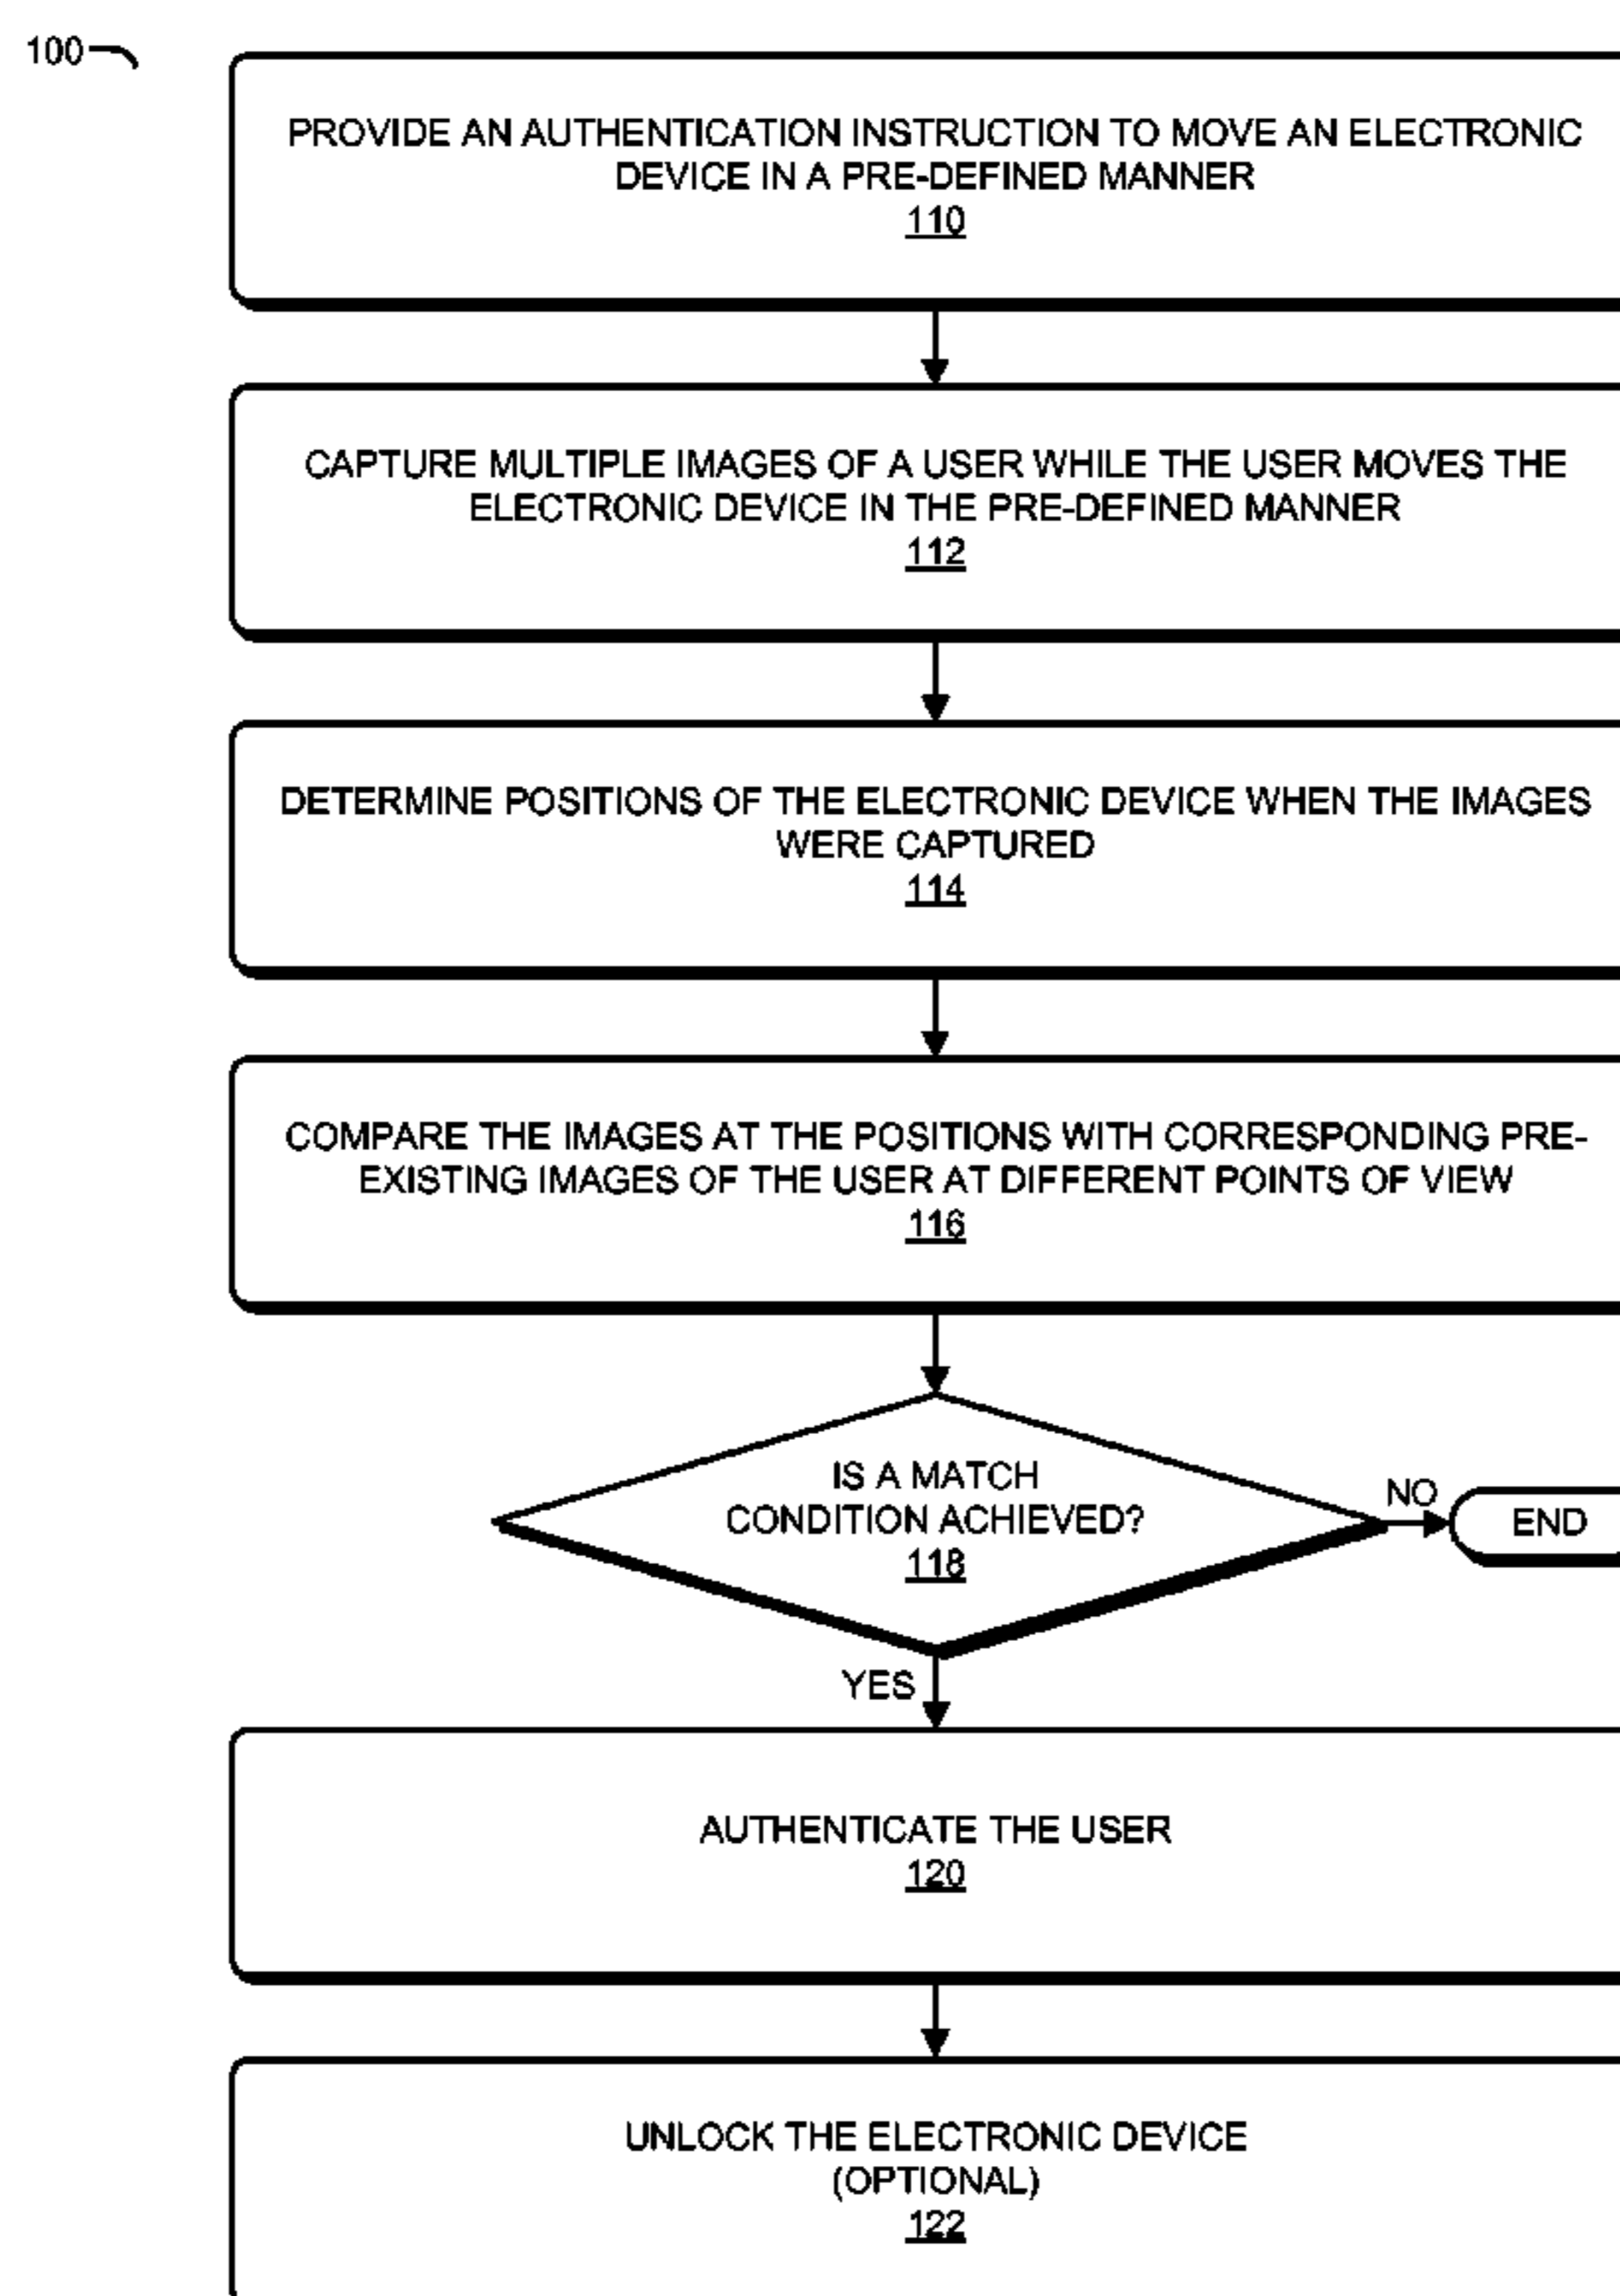 100
PROVIDE AN AUTHENTICATION INSTRUCTION TO MOVE AN ELECTRONIC
DEVICE IN A PRE-DEFINED MANNER
110
CAPTURE MULTIPLE IMAGES OF A USER WHILE THE USER MOVES THE
ELECTRONIC DEVICE IN THE PRE-DEFINED MANNER
112
DETERMINE POSITIONS OF THE ELECTRONIC DEVICE WHEN THE IMAGES
WERE CAPTURED
114
COMPARE THE IMAGES AT THE POSITIONS WITH CORRESPONDING PRE-
EXISTING IMAGES OF THE USER AT DIFFERENT POINTS OF VIEW
116
IS A MATCH
CONDITION ACHIEVED?
118
NO
END
YES
AUTHENTICATE THE USER
120
UNLOCK THE ELECTRONIC DEVICE
(OPTIONAL)
122